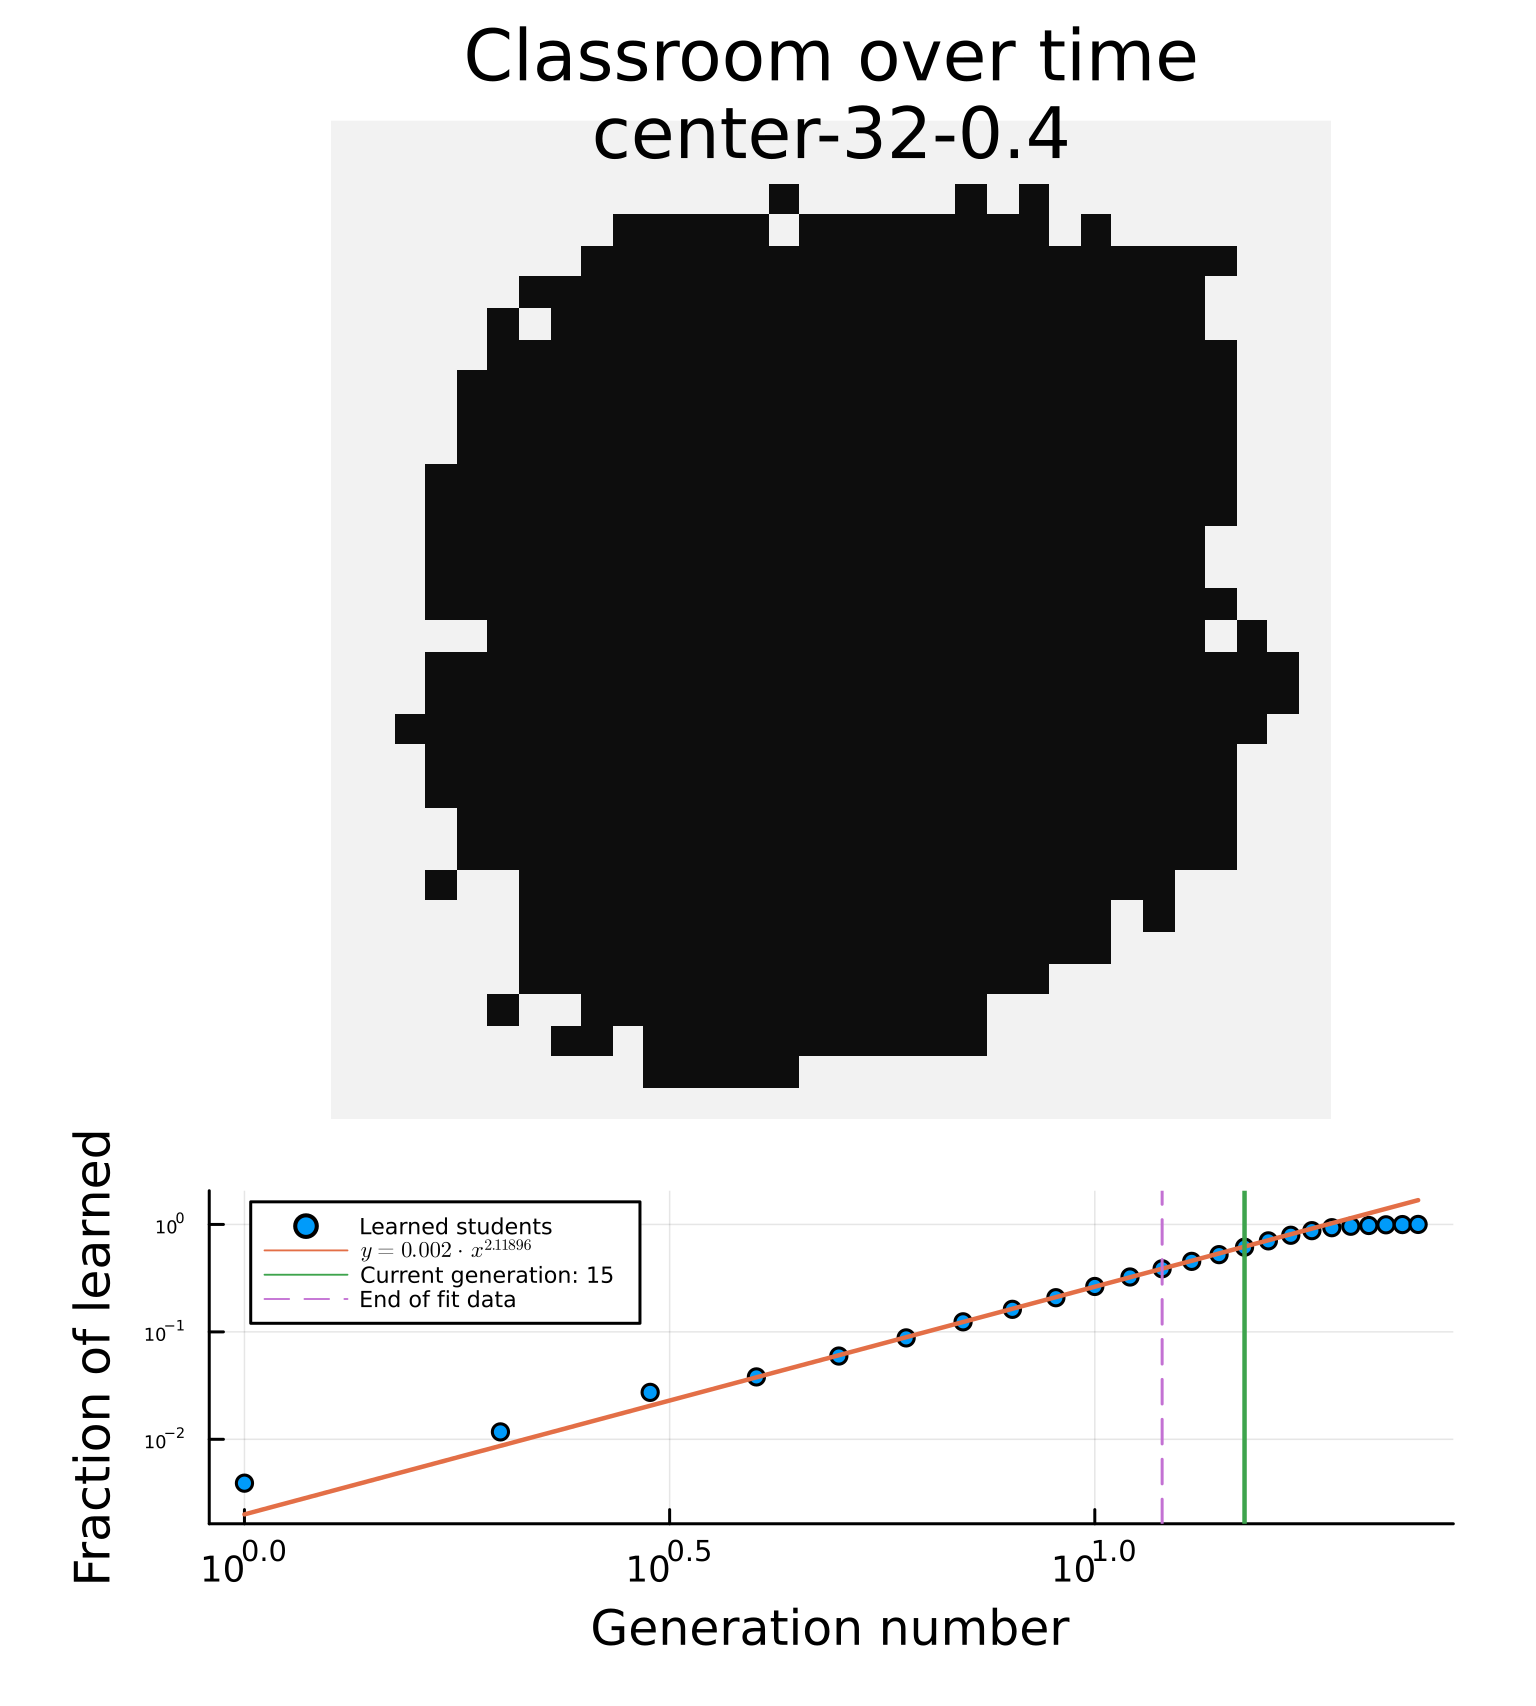 Classroom over time
center-32-0.4
Fraction of learned
10^0
10^−1
10^−2
Learned students
y = 0.002 · x^2.11896
Current generation: 15
End of fit data
10^0.0 10^0.5 10^1.0
Generation number